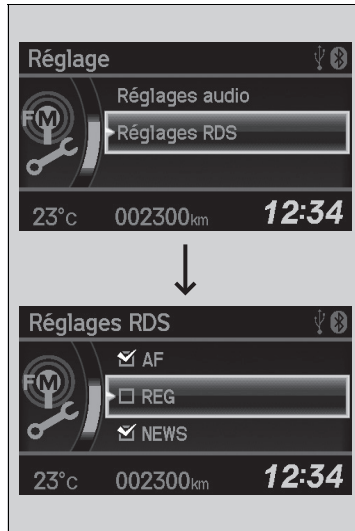 Réglage
Réglages audio
FM
Réglages RDS
23°c 002300km 12:34
Réglages RDS
AF
FM
REG
NEWS
23°c 002300km 12:34